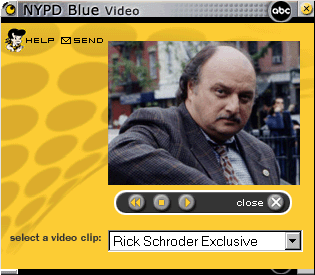 NYPD Blue Video
abc
HELP SEND
close
select a video clip:
Rick Schroder Exclusive